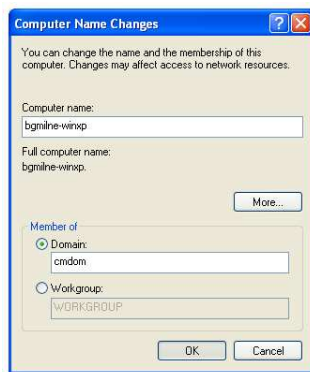 Computer Name Changes
You can change the name and the membership of this
computer. Changes may affect access to network resources.
Computer name:
bgmilne-winxp
Full computer name:
bgmilne-winxp.
More...
Member of
Domain:
cmdom
Workgroup:
WORKGROUP
OK Cancel